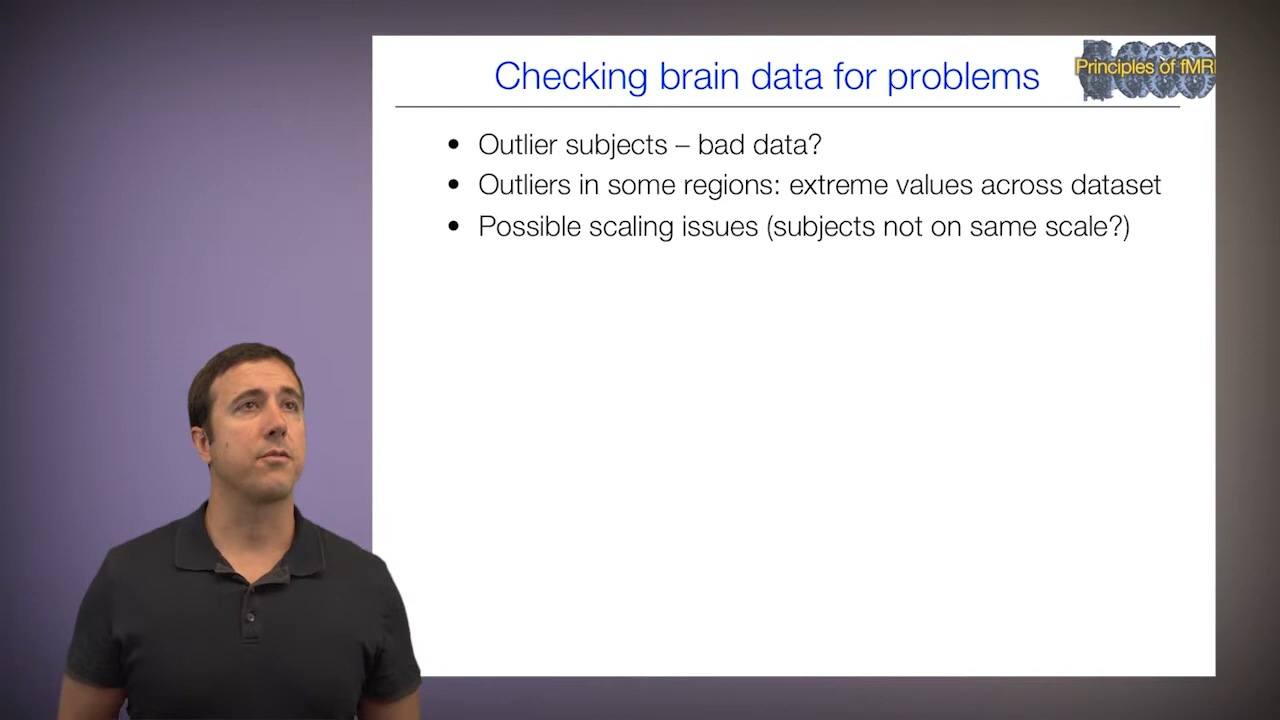 Checking brain data for problems
Principles of fMRI
• Outlier subjects – bad data?
• Outliers in some regions: extreme values across dataset
• Possible scaling issues (subjects not on same scale?)